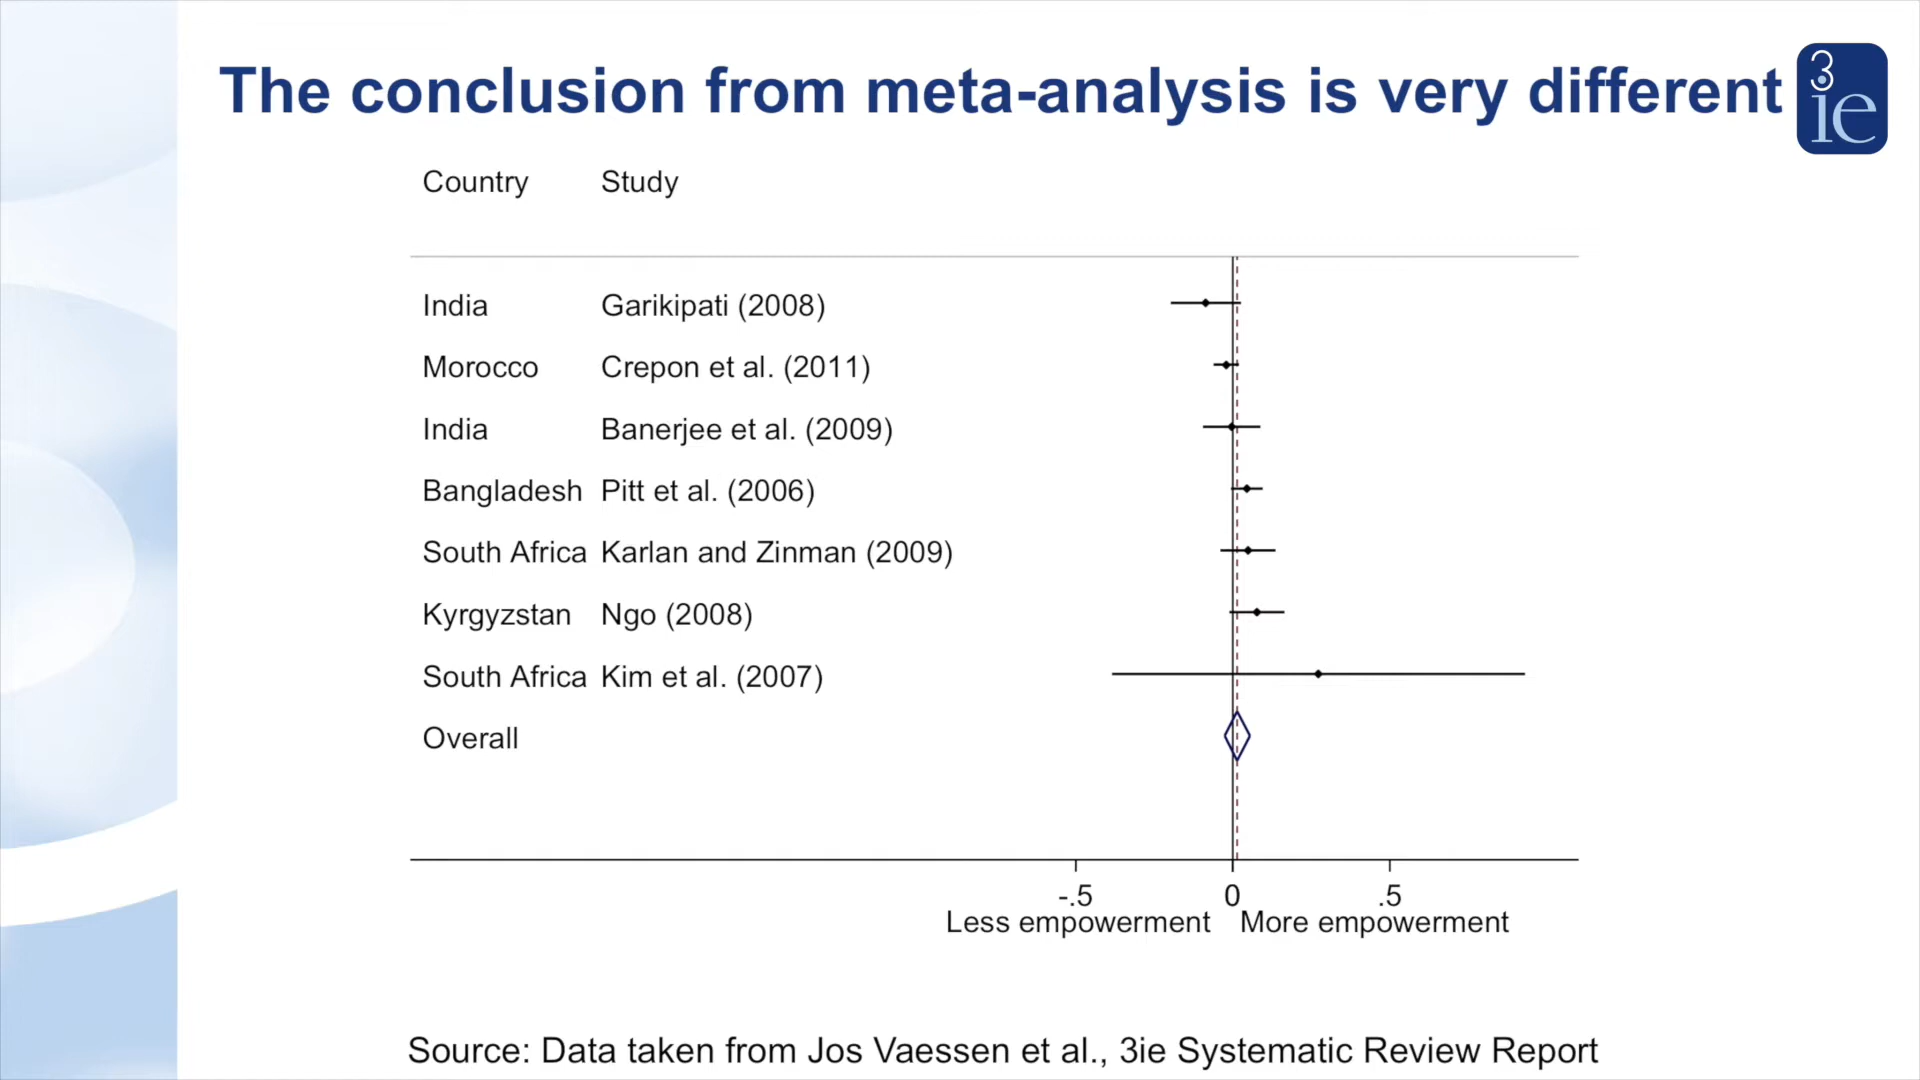 The conclusion from meta-analysis is very different
3
ie
Country Study
India Garikipati (2008)
Morocco Crepon et al. (2011)
India Banerjee et al. (2009)
Bangladesh Pitt et al. (2006)
South Africa Karlan and Zinman (2009)
Kyrgyzstan Ngo (2008)
South Africa Kim et al. (2007)
Overall
-.5 0 .5
Less empowerment More empowerment
Source: Data taken from Jos Vaessen et al., 3ie Systematic Review Report